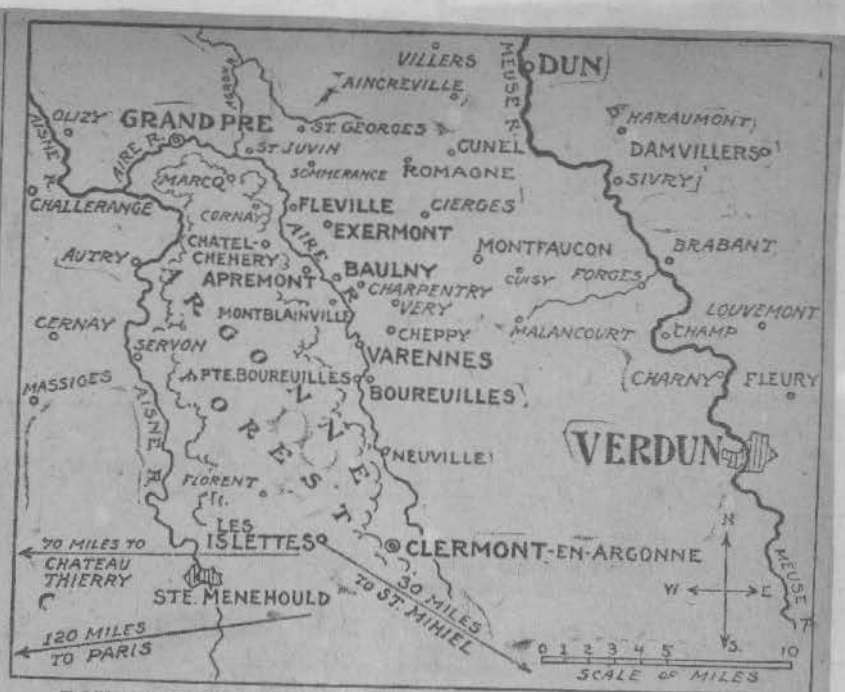 VILLERS
MEUSE R.
DUN
AINCREVILLE
AGRON R.
OLIZY
GRANDPRE
ST. GEORGES
HARAUMONT
AISNE
AIRE R.
ST JUVIN
CUNEL
DAMVILLERS
SOMMERANCE
ROMAGNE
MARCQ
SIVRY
R.
CHALLERANGE
CORNAY
FLEVILLE
CIERGES
EXERMONT
AIRE R.
CHATEL-
CHEHERY
MONTFAUCON
BRABANT
AUTRY
APREMONT
BAULNY
CUISY
FORGES
CHARPENTRY
MONTBLAINVILLE
VERY
LOUVEMONT
CERNAY
CHEPPY
MALANCOURT
CHAMP
SERVON
VARENNES
MASSIGES
PTE. BOUREUILLES
BOUREUILLES
CHARNY
FLEURY
ARGONNE
FOREST
AISNE R.
NEUVILLE
VERDUN
FLORENT
LES
ISLETTES
N
70 MILES TO
CHATEAU
THIERRY
CLERMONT-EN-ARGONNE
MEUSE
R.
W
E
STE. MENEHOULD
30 MILES
TO ST. MIHIEL
120 MILES
TO PARIS
S.
0 1 2 3 4 5 10
SCALE OF MILES